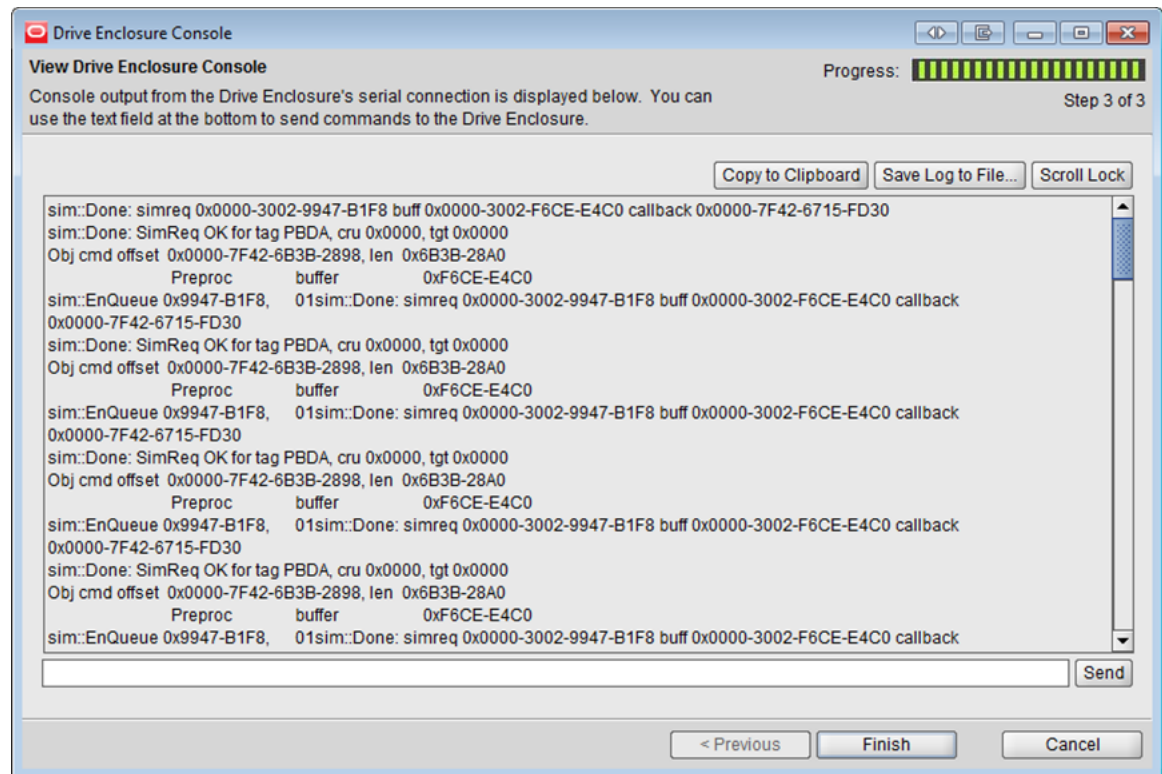 Drive Enclosure Console
View Drive Enclosure Console
Progress:
Console output from the Drive Enclosure's serial connection is displayed below. You can
use the text field at the bottom to send commands to the Drive Enclosure.
Step 3 of 3
Copy to Clipboard Save Log to File... Scroll Lock
sim::Done: simreq 0x0000-3002-9947-B1F8 buff 0x0000-3002-F6CE-E4C0 callback 0x0000-7F42-6715-FD30
sim::Done: SimReq OK for tag PBDA, cru 0x0000, tgt 0x0000
Obj cmd offset 0x0000-7F42-6B3B-2898, len 0x6B3B-28A0
Preproc buffer 0xF6CE-E4C0
sim::EnQueue 0x9947-B1F8, 01sim::Done: simreq 0x0000-3002-9947-B1F8 buff 0x0000-3002-F6CE-E4C0 callback
0x0000-7F42-6715-FD30
sim::Done: SimReq OK for tag PBDA, cru 0x0000, tgt 0x0000
Obj cmd offset 0x0000-7F42-6B3B-2898, len 0x6B3B-28A0
Preproc buffer 0xF6CE-E4C0
sim::EnQueue 0x9947-B1F8, 01sim::Done: simreq 0x0000-3002-9947-B1F8 buff 0x0000-3002-F6CE-E4C0 callback
0x0000-7F42-6715-FD30
sim::Done: SimReq OK for tag PBDA, cru 0x0000, tgt 0x0000
Obj cmd offset 0x0000-7F42-6B3B-2898, len 0x6B3B-28A0
Preproc buffer 0xF6CE-E4C0
sim::EnQueue 0x9947-B1F8, 01sim::Done: simreq 0x0000-3002-9947-B1F8 buff 0x0000-3002-F6CE-E4C0 callback
0x0000-7F42-6715-FD30
sim::Done: SimReq OK for tag PBDA, cru 0x0000, tgt 0x0000
Obj cmd offset 0x0000-7F42-6B3B-2898, len 0x6B3B-28A0
Preproc buffer 0xF6CE-E4C0
sim::EnQueue 0x9947-B1F8, 01sim::Done: simreq 0x0000-3002-9947-B1F8 buff 0x0000-3002-F6CE-E4C0 callback
Send
< Previous Finish Cancel